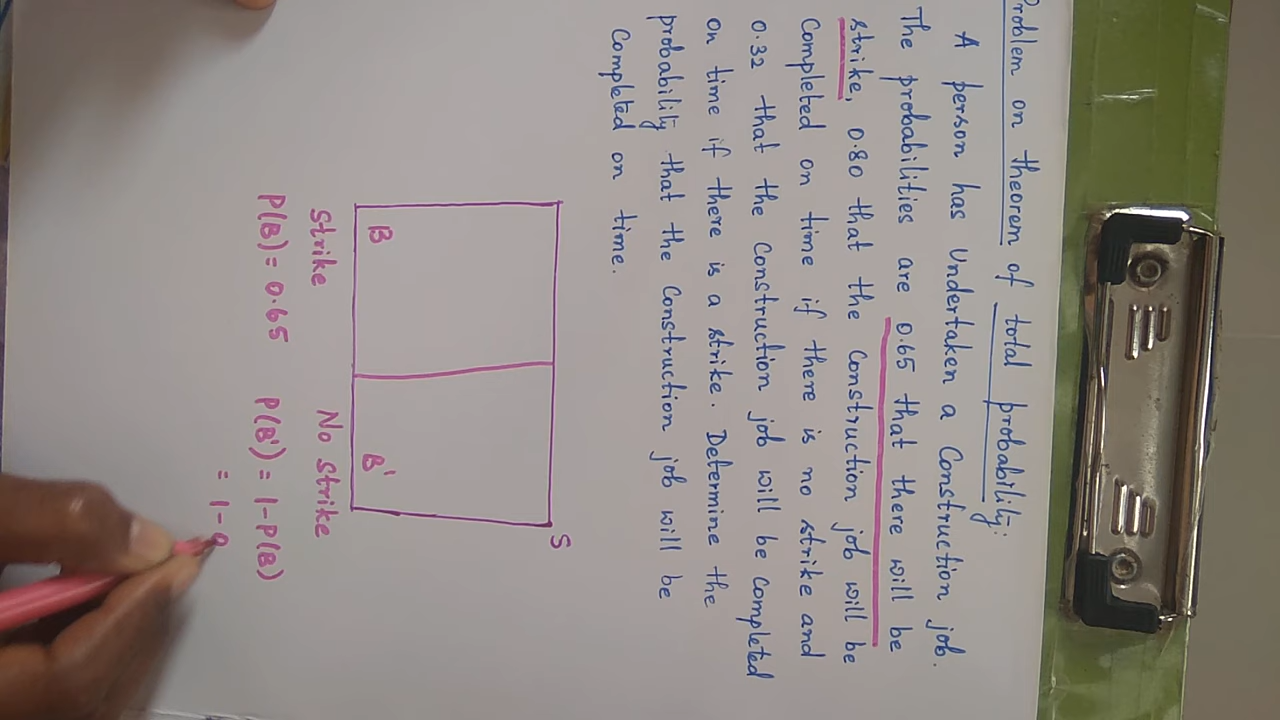 Problem on theorem of total probability:
A person has undertaken a Construction job.
The probabilities are 0.65 that there will be
strike, 0.80 that the Construction job will be
Completed on time if there is no strike and
0.32 that the Construction job will be Completed
on time if there is a strike. Determine the
probability that the Construction job will be
Completed on time.
S
B B'
Strike No Strike
P(B) = 0.65 P(B') = 1-P(B)
= 1-0